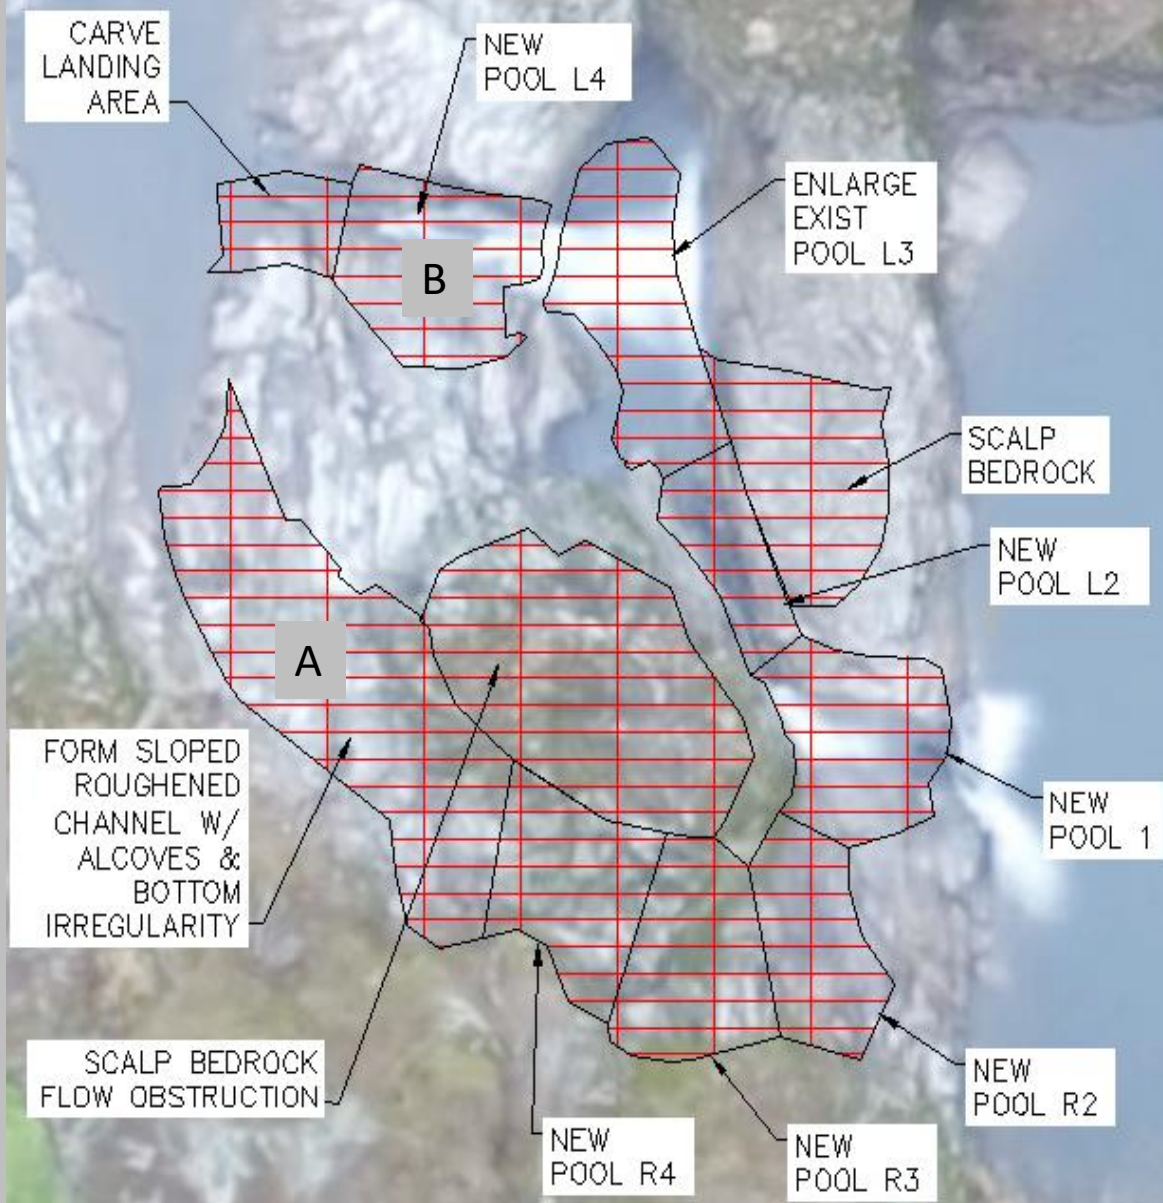 CARVE
LANDING
AREA
NEW
POOL L4
ENLARGE
EXIST
POOL L3
B
SCALP
BEDROCK
NEW
POOL L2
A
FORM SLOPED
ROUGHENED
CHANNEL W/
ALCOVES &
BOTTOM
IRREGULARITY
NEW
POOL 1
SCALP BEDROCK
FLOW OBSTRUCTION
NEW
POOL R2
NEW
POOL R4
NEW
POOL R3